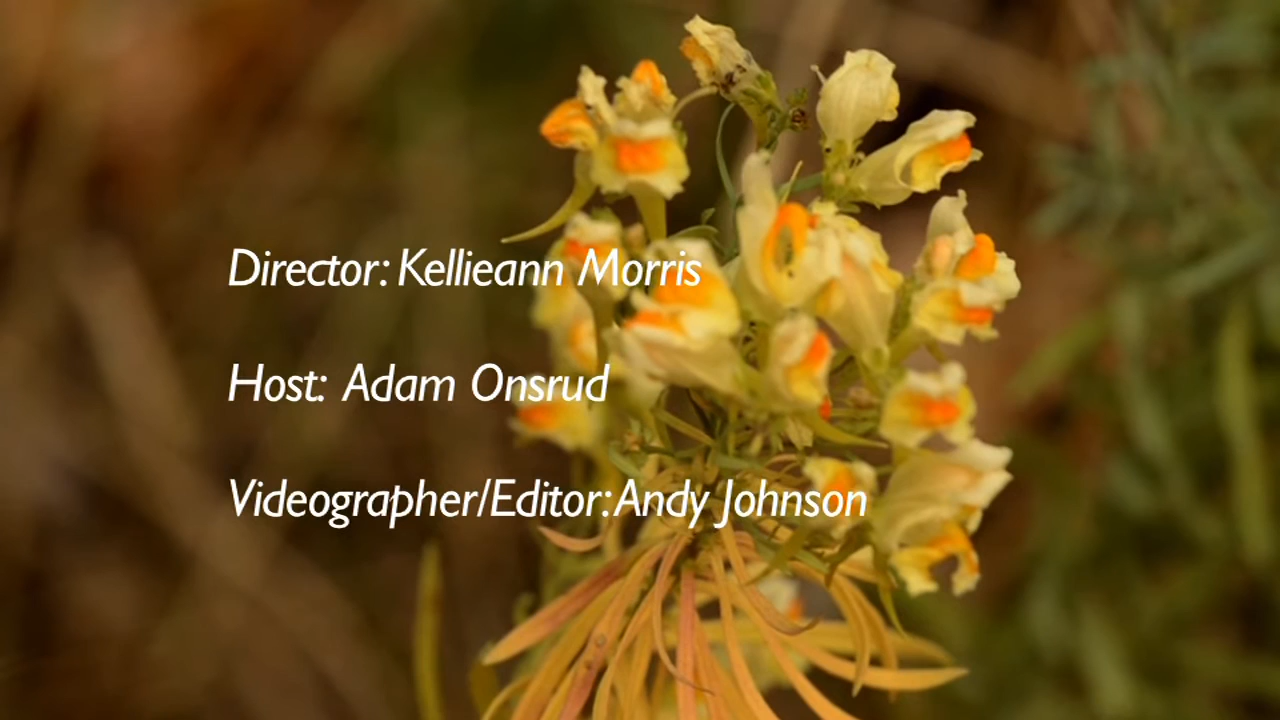 Director: Kellieann Morris
Host: Adam Onsrud
Videographer/Editor: Andy Johnson